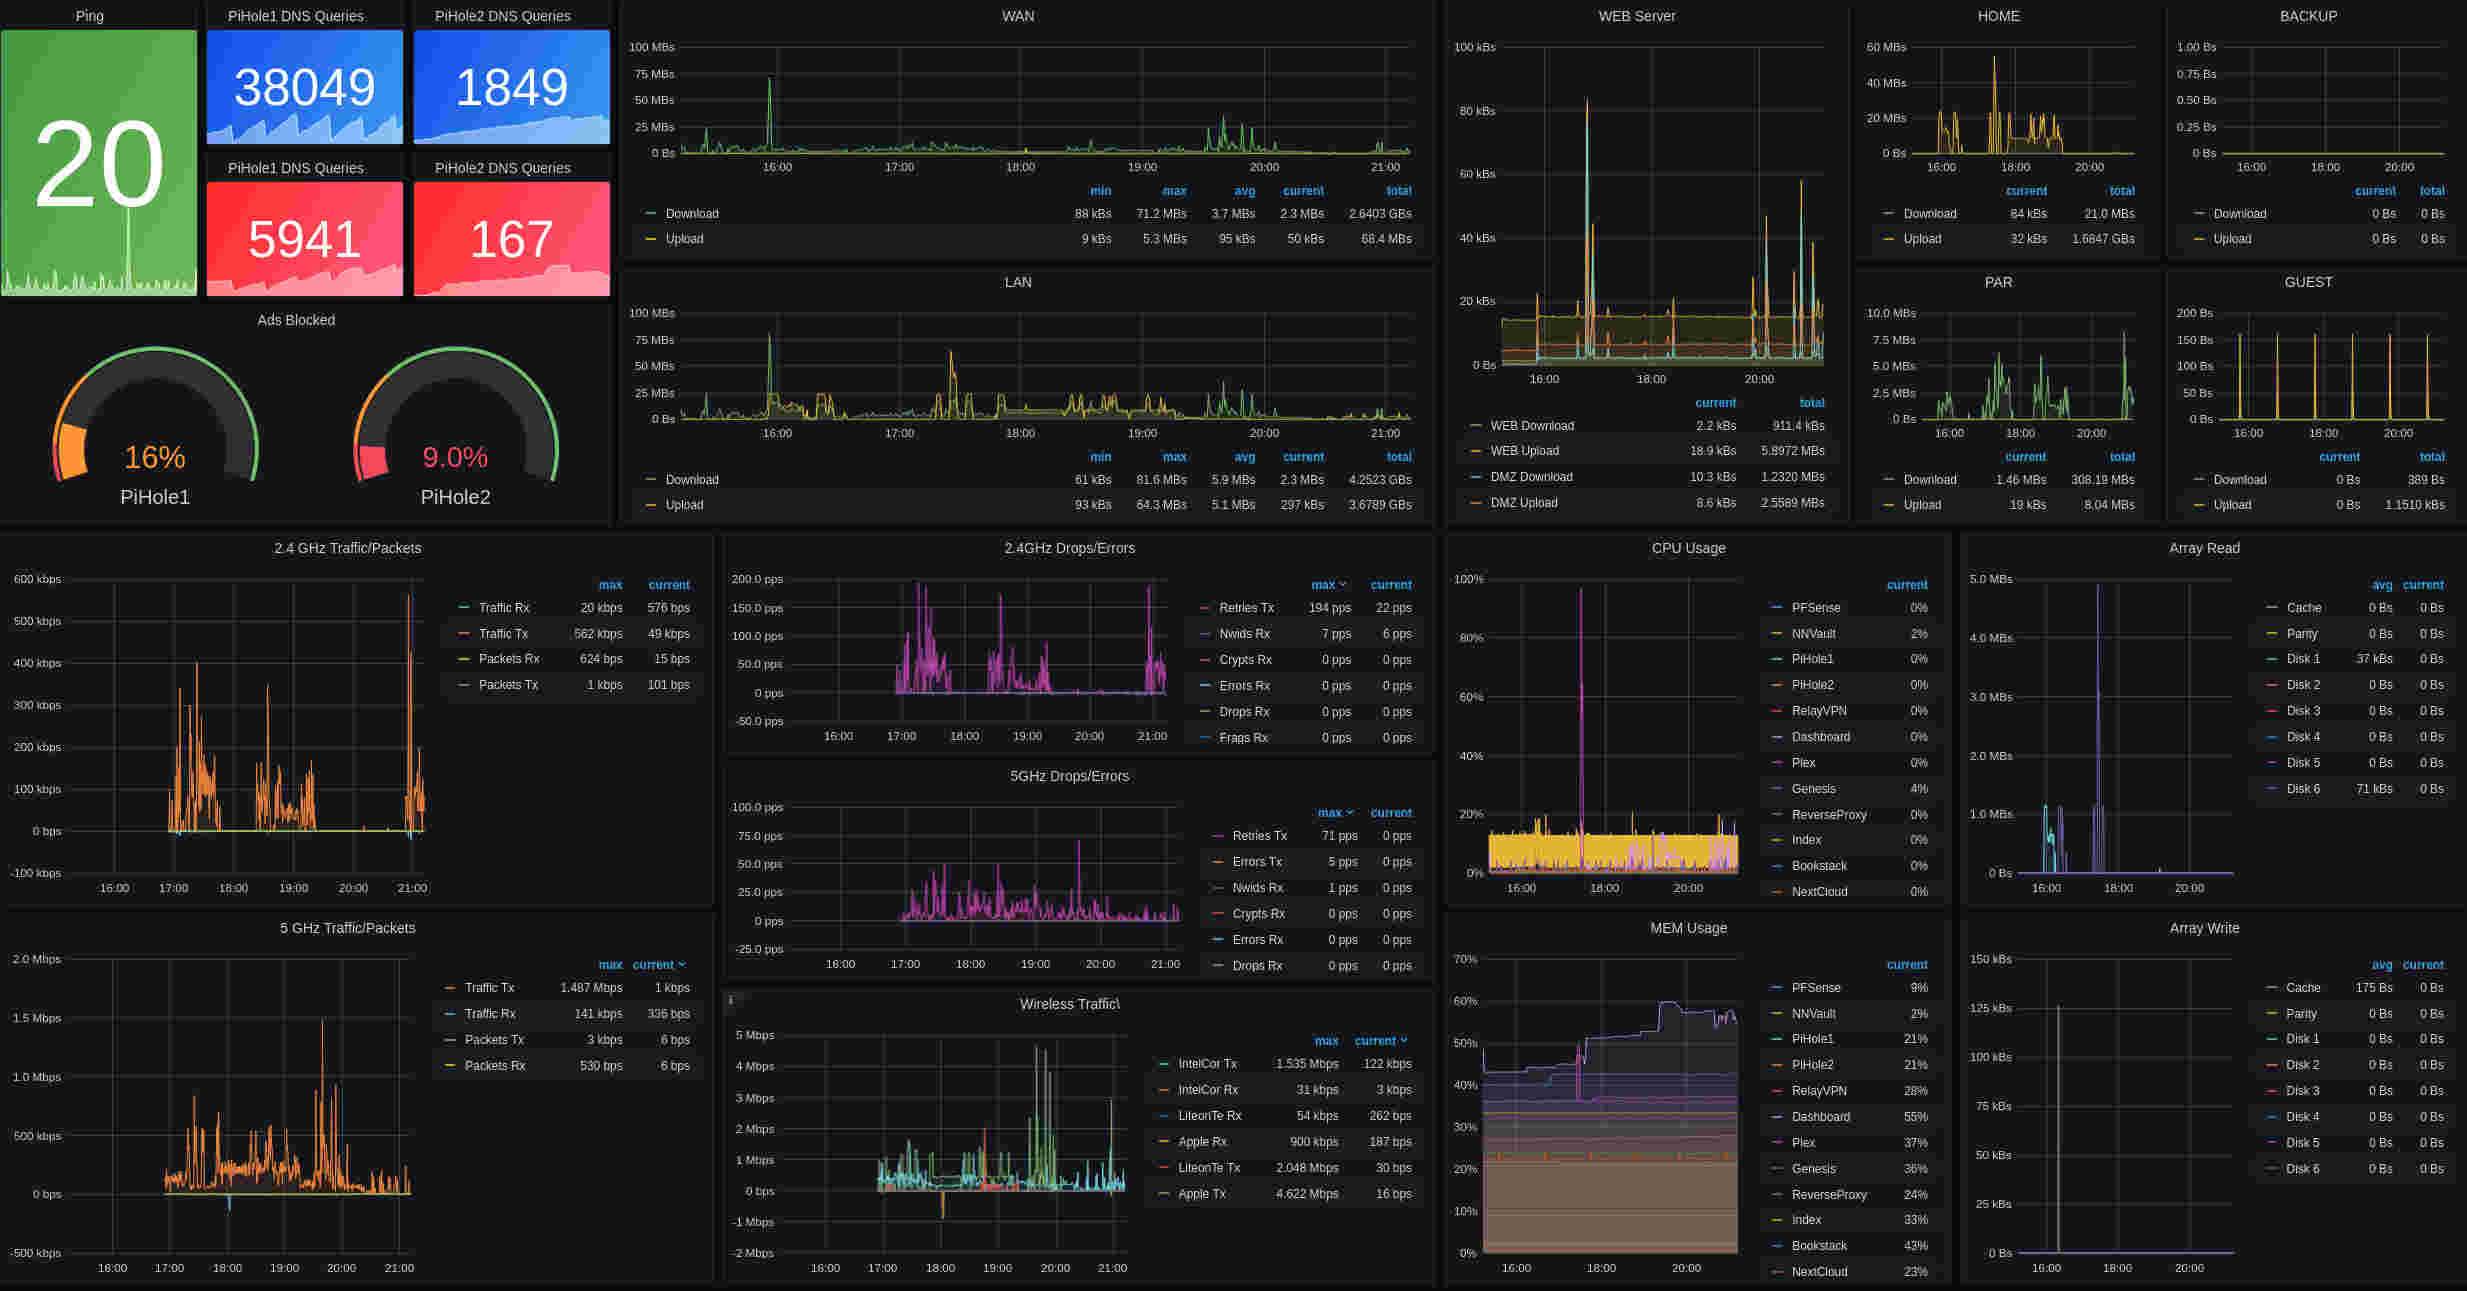 Ping
20
PiHole1 DNS Queries
38049
PiHole2 DNS Queries
1849
PiHole1 DNS Queries
5941
PiHole2 DNS Queries
167
Ads Blocked
16%
PiHole1
9.0%
PiHole2
WAN
100 MBs
75 MBs
50 MBs
25 MBs
0 Bs
16:00 17:00 18:00 19:00 20:00 21:00
min max avg current total
Download 88 kBs 71.2 MBs 3.7 MBs 2.3 MBs 2.6403 GBs
Upload 9 kBs 5.3 MBs 95 kBs 50 kBs 68.4 MBs
LAN
100 MBs
75 MBs
50 MBs
25 MBs
0 Bs
16:00 17:00 18:00 19:00 20:00 21:00
min max avg current total
Download 61 kBs 81.6 MBs 5.9 MBs 2.3 MBs 4.2523 GBs
Upload 93 kBs 64.3 MBs 5.1 MBs 297 kBs 3.6789 GBs
WEB Server
100 kBs
80 kBs
60 kBs
40 kBs
20 kBs
0 Bs
16:00 18:00 20:00
current total
WEB Download 2.2 kBs 911.4 kBs
WEB Upload 18.9 kBs 5.8972 MBs
DMZ Download 10.3 kBs 1.2320 MBs
DMZ Upload 8.6 kBs 2.5589 MBs
HOME
60 MBs
40 MBs
20 MBs
0 Bs
16:00 18:00 20:00
current total
Download 84 kBs 21.0 MBs
Upload 32 kBs 1.6847 GBs
BACKUP
1.00 Bs
0.75 Bs
0.50 Bs
0.25 Bs
0 Bs
16:00 18:00 20:00
current total
Download 0 Bs 0 Bs
Upload 0 Bs 0 Bs
PAR
10.0 MBs
7.5 MBs
5.0 MBs
2.5 MBs
0 Bs
16:00 18:00 20:00
current total
Download 1.46 MBs 308.19 MBs
Upload 19 kBs 8.04 MBs
GUEST
200 Bs
150 Bs
100 Bs
50 Bs
0 Bs
16:00 18:00 20:00
current total
Download 0 Bs 389 Bs
Upload 0 Bs 1.1510 kBs
2.4 GHz Traffic/Packets
600 kbps
500 kbps
400 kbps
300 kbps
200 kbps
100 kbps
0 bps
-100 kbps
16:00 17:00 18:00 19:00 20:00 21:00
max current
Traffic Rx 20 kbps 576 bps
Traffic Tx 562 kbps 49 kbps
Packets Rx 624 bps 15 bps
Packets Tx 1 kbps 101 bps
5 GHz Traffic/Packets
2.0 Mbps
1.5 Mbps
1.0 Mbps
500 kbps
0 bps
-500 kbps
16:00 17:00 18:00 19:00 20:00 21:00
max current
Traffic Tx 1.487 Mbps 1 kbps
Traffic Rx 141 kbps 336 bps
Packets Tx 3 kbps 6 bps
Packets Rx 530 bps 6 bps
2.4GHz Drops/Errors
200.0 pps
150.0 pps
100.0 pps
50.0 pps
0 pps
-50.0 pps
16:00 17:00 18:00 19:00 20:00 21:00
max current
Retries Tx 194 pps 22 pps
Nwids Rx 7 pps 6 pps
Crypts Rx 0 pps 0 pps
Errors Rx 0 pps 0 pps
Drops Rx 0 pps 0 pps
Frags Rx 0 pps 0 pps
5GHz Drops/Errors
100.0 pps
75.0 pps
50.0 pps
25.0 pps
0 pps
-25.0 pps
16:00 17:00 18:00 19:00 20:00 21:00
max current
Retries Tx 71 pps 0 pps
Errors Tx 5 pps 0 pps
Nwids Rx 1 pps 0 pps
Crypts Rx 0 pps 0 pps
Errors Rx 0 pps 0 pps
Drops Rx 0 pps 0 pps
i
Wireless Traffic\
5 Mbps
4 Mbps
3 Mbps
2 Mbps
1 Mbps
0 bps
-1 Mbps
-2 Mbps
16:00 17:00 18:00 19:00 20:00 21:00
max current
IntelCor Tx 1.535 Mbps 122 kbps
IntelCor Rx 31 kbps 3 kbps
LiteonTe Rx 54 kbps 262 bps
Apple Rx 900 kbps 187 bps
LiteonTe Tx 2.048 Mbps 30 bps
Apple Tx 4.622 Mbps 16 bps
CPU Usage
100%
80%
60%
40%
20%
0%
16:00 18:00 20:00
current
PFSense 0%
NNVault 2%
PiHole1 0%
PiHole2 0%
RelayVPN 0%
Dashboard 0%
Plex 0%
Genesis 4%
ReverseProxy 0%
Index 0%
Bookstack 0%
NextCloud 0%
MEM Usage
70%
60%
50%
40%
30%
20%
10%
0%
16:00 18:00 20:00
current
PFSense 9%
NNVault 2%
PiHole1 21%
PiHole2 21%
RelayVPN 28%
Dashboard 55%
Plex 37%
Genesis 36%
ReverseProxy 24%
Index 33%
Bookstack 43%
NextCloud 23%
Array Read
5.0 MBs
4.0 MBs
3.0 MBs
2.0 MBs
1.0 MBs
0 Bs
16:00 18:00 20:00
avg current
Cache 0 Bs 0 Bs
Parity 0 Bs 0 Bs
Disk 1 37 kBs 0 Bs
Disk 2 0 Bs 0 Bs
Disk 3 0 Bs 0 Bs
Disk 4 0 Bs 0 Bs
Disk 5 0 Bs 0 Bs
Disk 6 71 kBs 0 Bs
Array Write
150 kBs
125 kBs
100 kBs
75 kBs
50 kBs
25 kBs
0 Bs
16:00 18:00 20:00
avg current
Cache 175 Bs 0 Bs
Parity 0 Bs 0 Bs
Disk 1 0 Bs 0 Bs
Disk 2 0 Bs 0 Bs
Disk 3 0 Bs 0 Bs
Disk 4 0 Bs 0 Bs
Disk 5 0 Bs 0 Bs
Disk 6 0 Bs 0 Bs